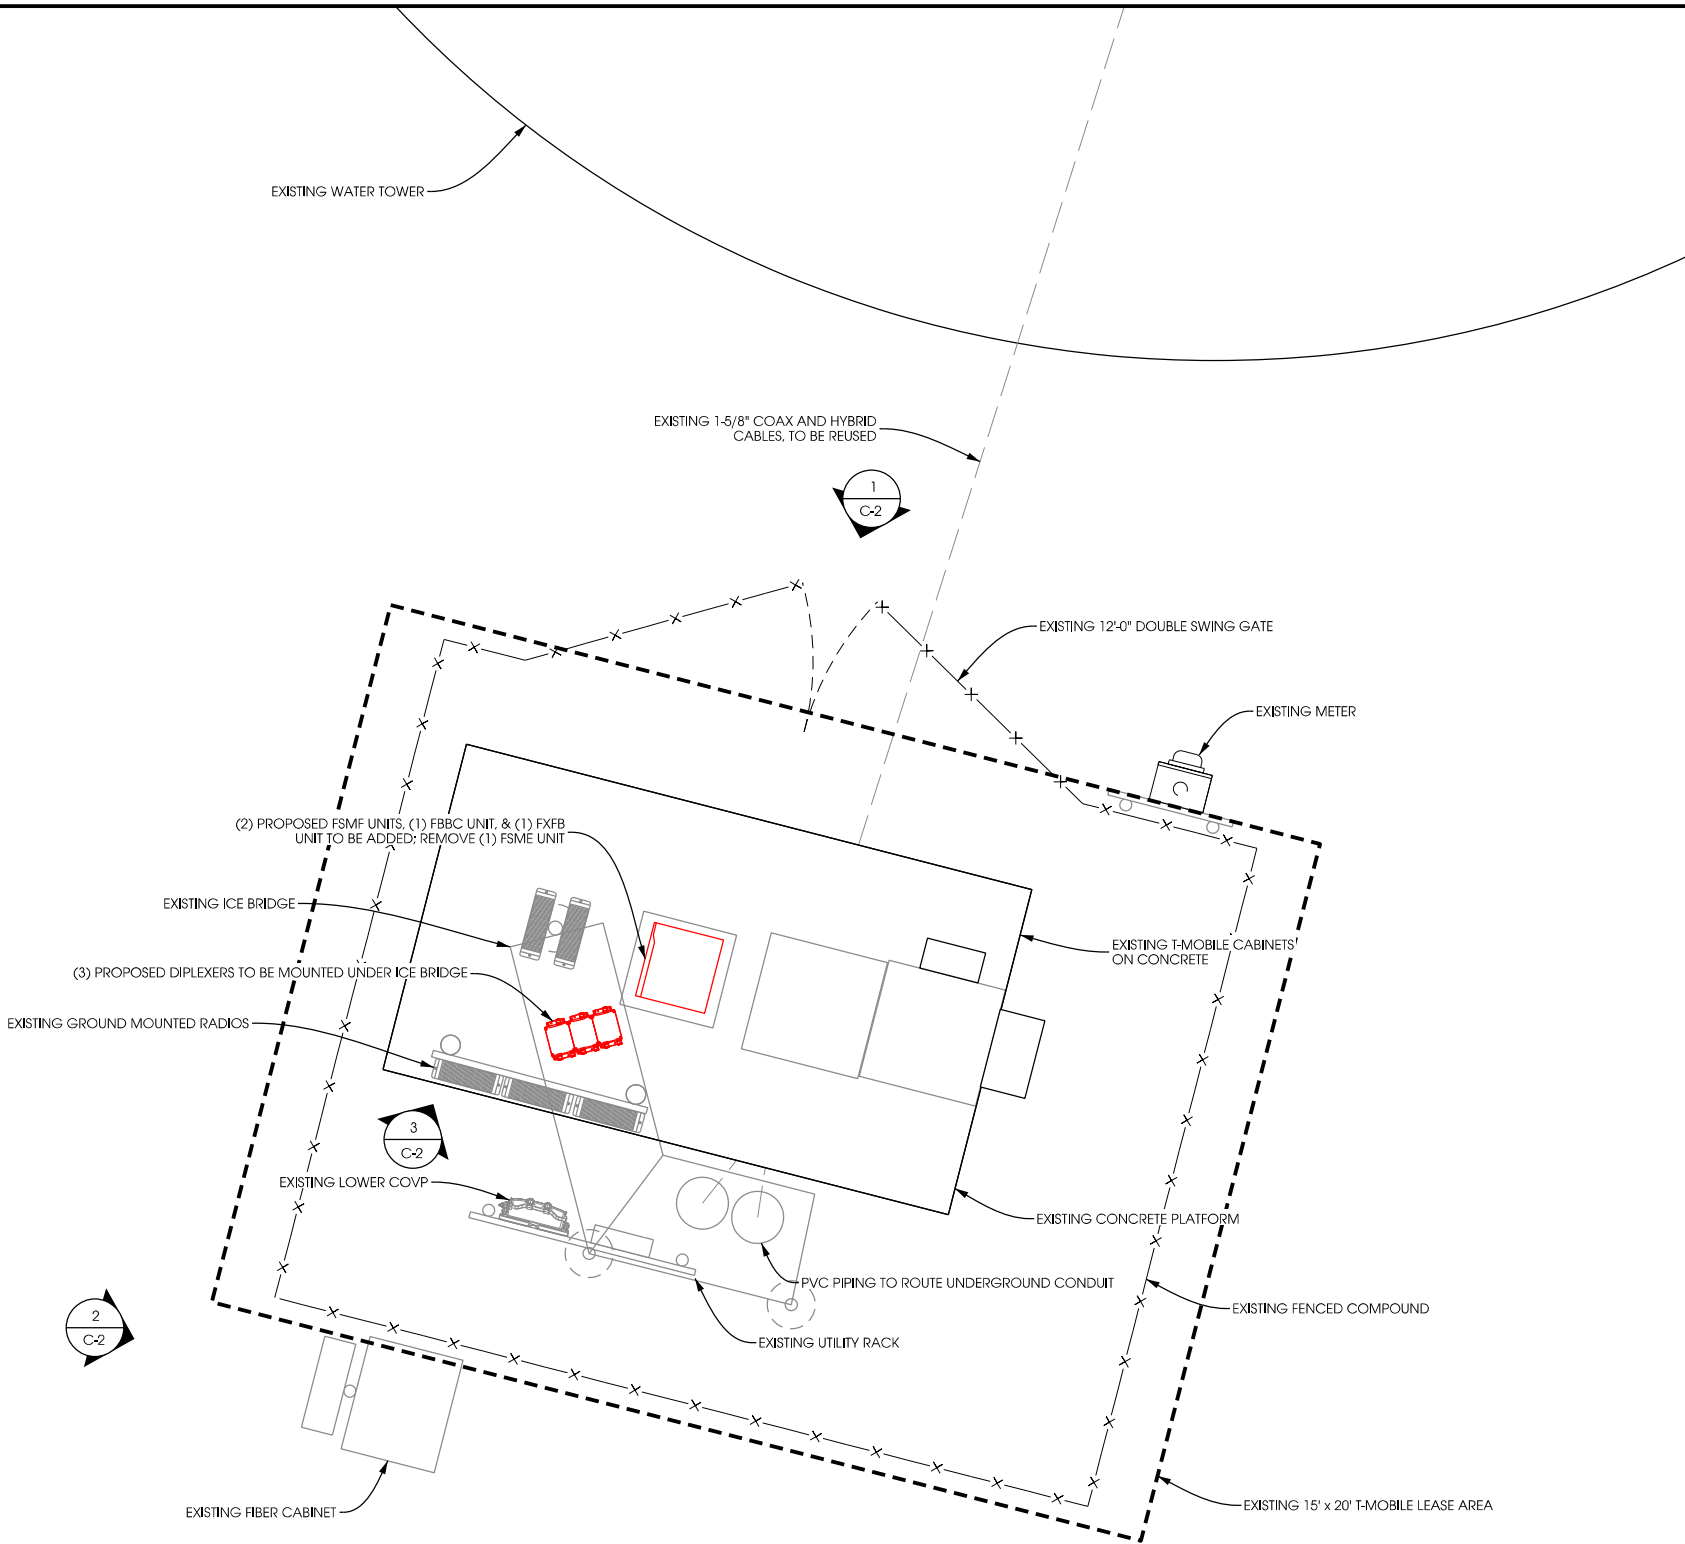 EXISTING WATER TOWER
EXISTING 1-5/8" COAX AND HYBRID
CABLES, TO BE REUSED
1
C-2
EXISTING 12'-0" DOUBLE SWING GATE
EXISTING METER
(2) PROPOSED FSMF UNITS, (1) FBBC UNIT, & (1) FXFB
UNIT TO BE ADDED; REMOVE (1) FSME UNIT
EXISTING ICE BRIDGE
EXISTING T-MOBILE CABINETS
ON CONCRETE
(3) PROPOSED DIPLEXERS TO BE MOUNTED UNDER ICE BRIDGE
EXISTING GROUND MOUNTED RADIOS
3
C-2
EXISTING LOWER COVP
EXISTING CONCRETE PLATFORM
PVC PIPING TO ROUTE UNDERGROUND CONDUIT
EXISTING FENCED COMPOUND
2
C-2
EXISTING UTILITY RACK
EXISTING 15' x 20' T-MOBILE LEASE AREA
EXISTING FIBER CABINET